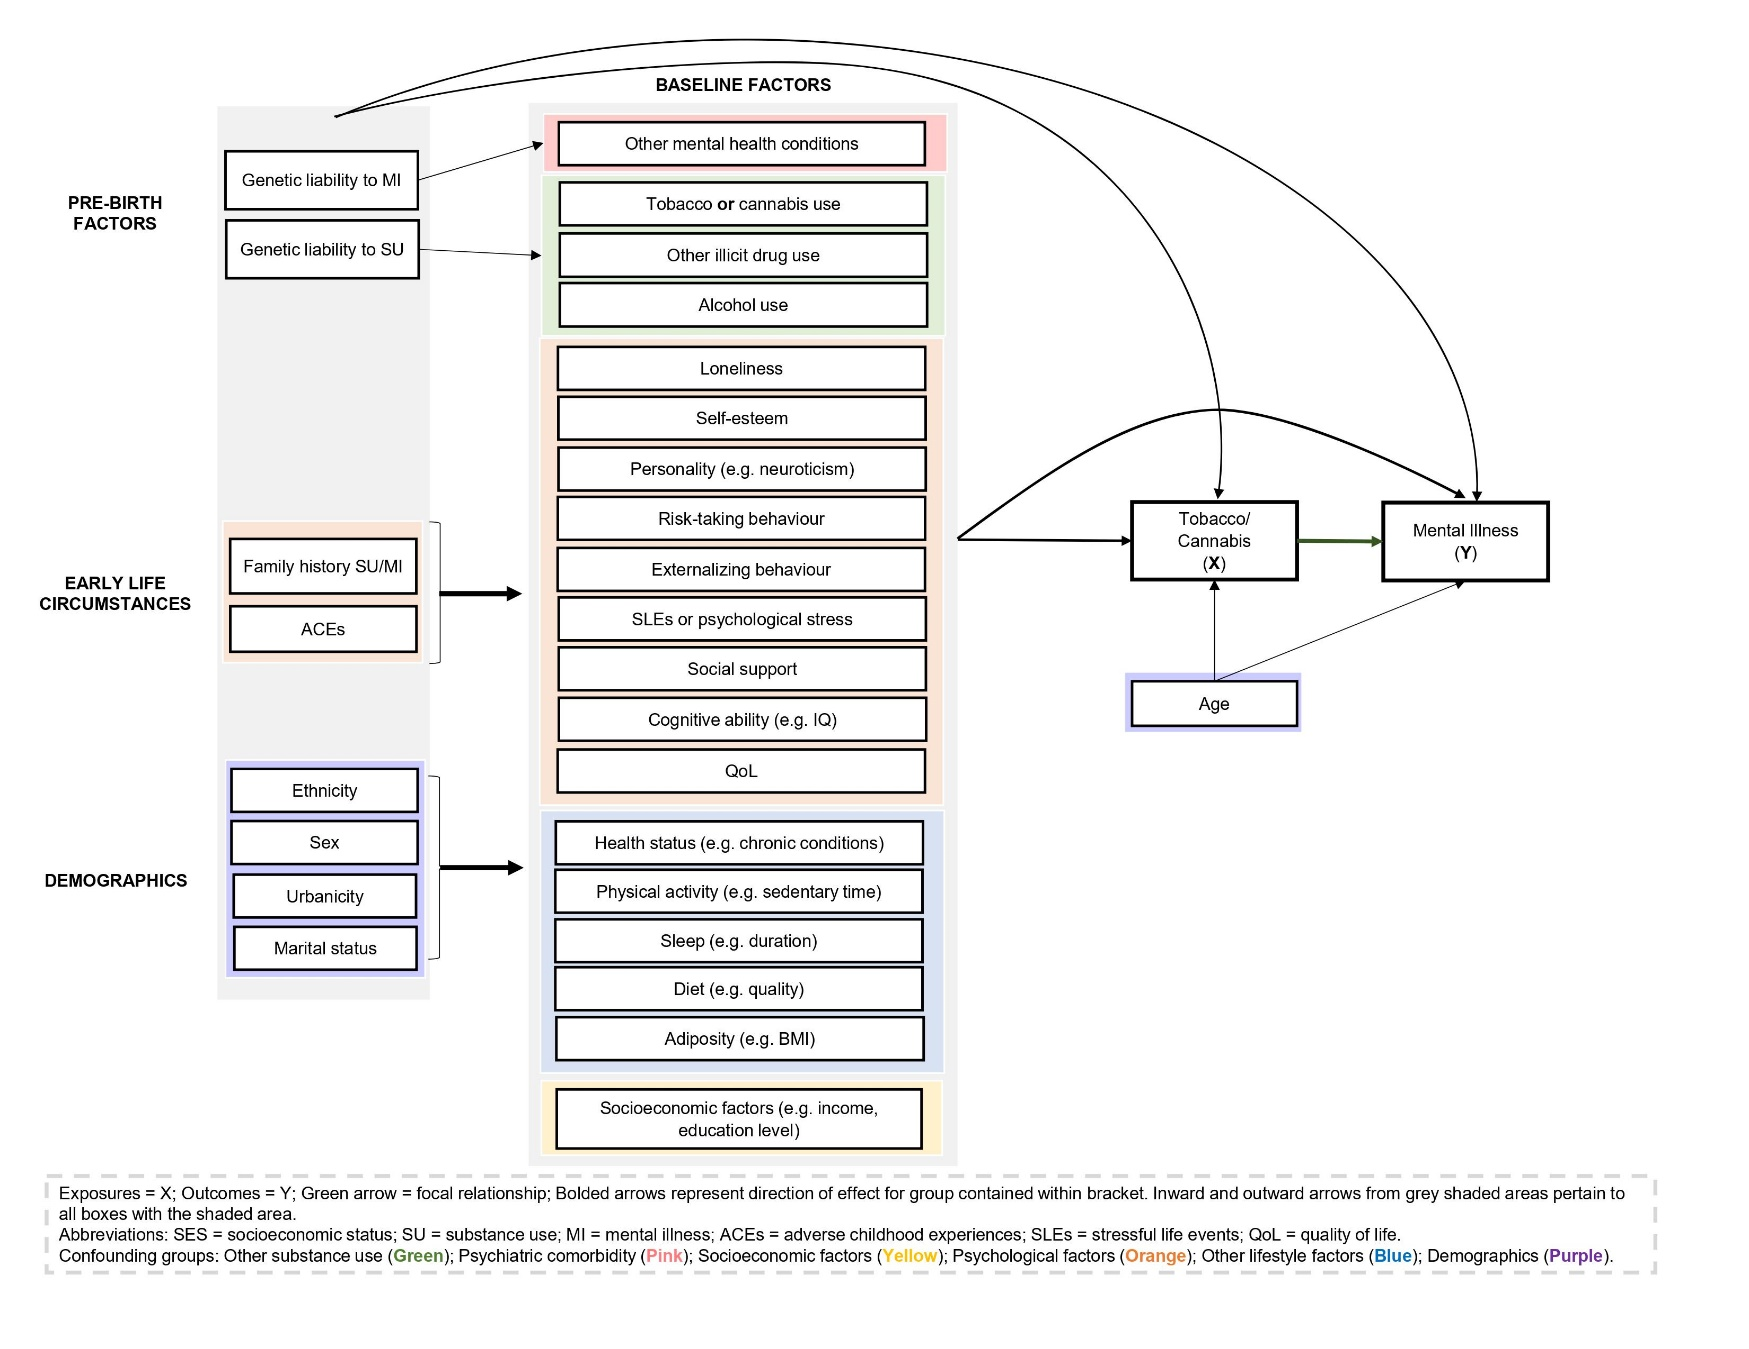 BASELINE FACTORS
PRE-BIRTH
FACTORS
Genetic liability to MI
Genetic liability to SU
Other mental health conditions
Tobacco or cannabis use
Other illicit drug use
Alcohol use
Loneliness
Self-esteem
Personality (e.g. neuroticism)
Risk-taking behaviour
Externalizing behaviour
SLEs or psychological stress
Social support
Cognitive ability (e.g. IQ)
QoL
EARLY LIFE
CIRCUMSTANCES
Family history SU/MI
ACEs
DEMOGRAPHICS
Ethnicity
Sex
Urbanicity
Marital status
Health status (e.g. chronic conditions)
Physical activity (e.g. sedentary time)
Sleep (e.g. duration)
Diet (e.g. quality)
Adiposity (e.g. BMI)
Socioeconomic factors (e.g. income,
education level)
Tobacco/
Cannabis
(X)
Mental Illness
(Y)
Age
Exposures = X; Outcomes = Y; Green arrow = focal relationship; Bolded arrows represent direction of effect for group contained within bracket. Inward and outward arrows from grey shaded areas pertain to
all boxes with the shaded area.
Abbreviations: SES = socioeconomic status; SU = substance use; MI = mental illness; ACEs = adverse childhood experiences; SLEs = stressful life events; QoL = quality of life.
Confounding groups: Other substance use (Green); Psychiatric comorbidity (Pink); Socioeconomic factors (Yellow); Psychological factors (Orange); Other lifestyle factors (Blue); Demographics (Purple).